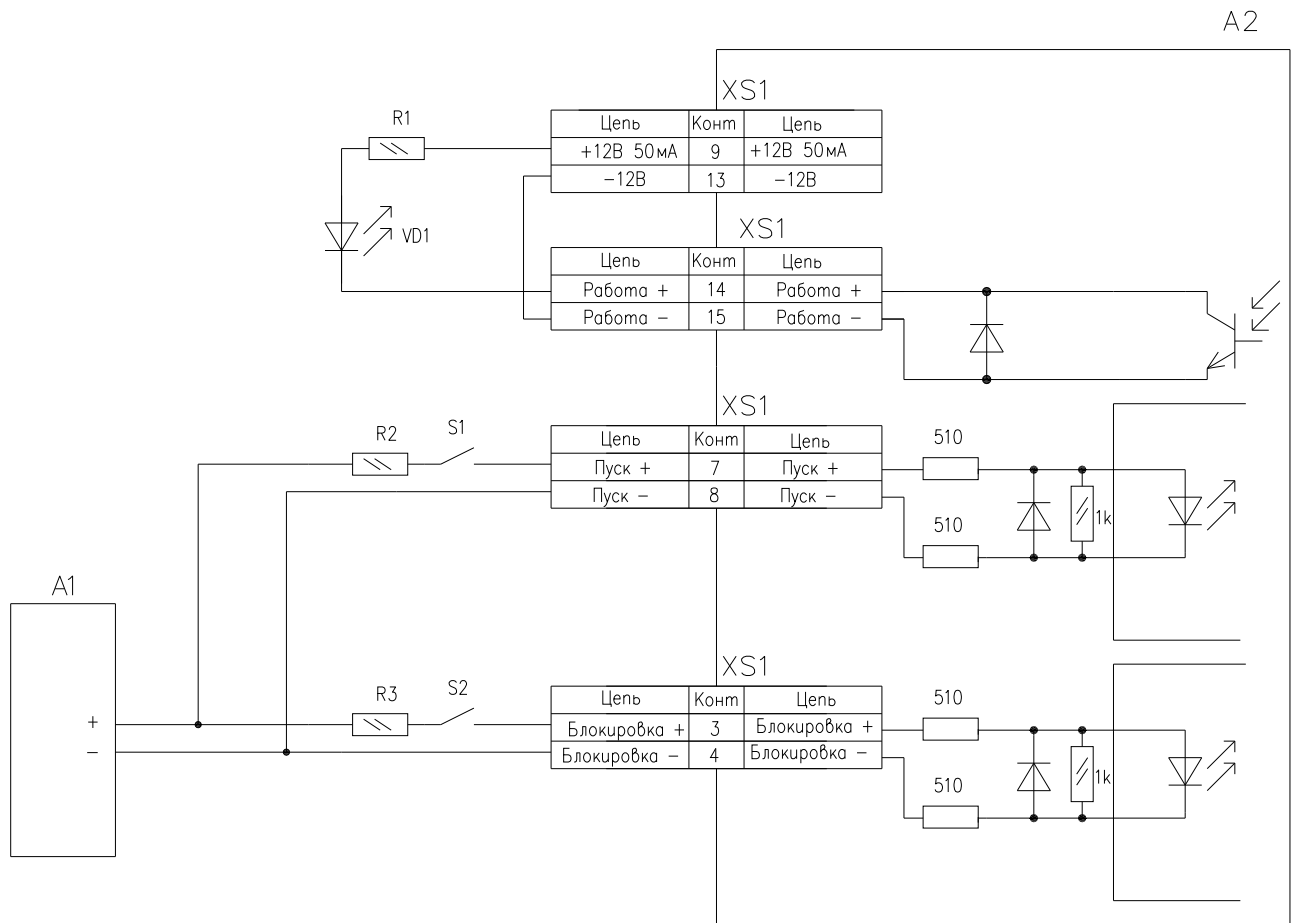 A2
XS1
R1
Цепь Конт Цепь
+12В 50мА 9 +12В 50мА
−12В 13 −12В
XS1
VD1
Цепь Конт Цепь
Работа + 14 Работа +
Работа − 15 Работа −
XS1
R2 S1
510
Цепь Конт Цепь
Пуск + 7 Пуск +
Пуск − 8 Пуск −
1k
510
A1
XS1
R3 S2
510
Цепь Конт Цепь
+ Блокировка + 3 Блокировка +
− Блокировка − 4 Блокировка −
1k
510